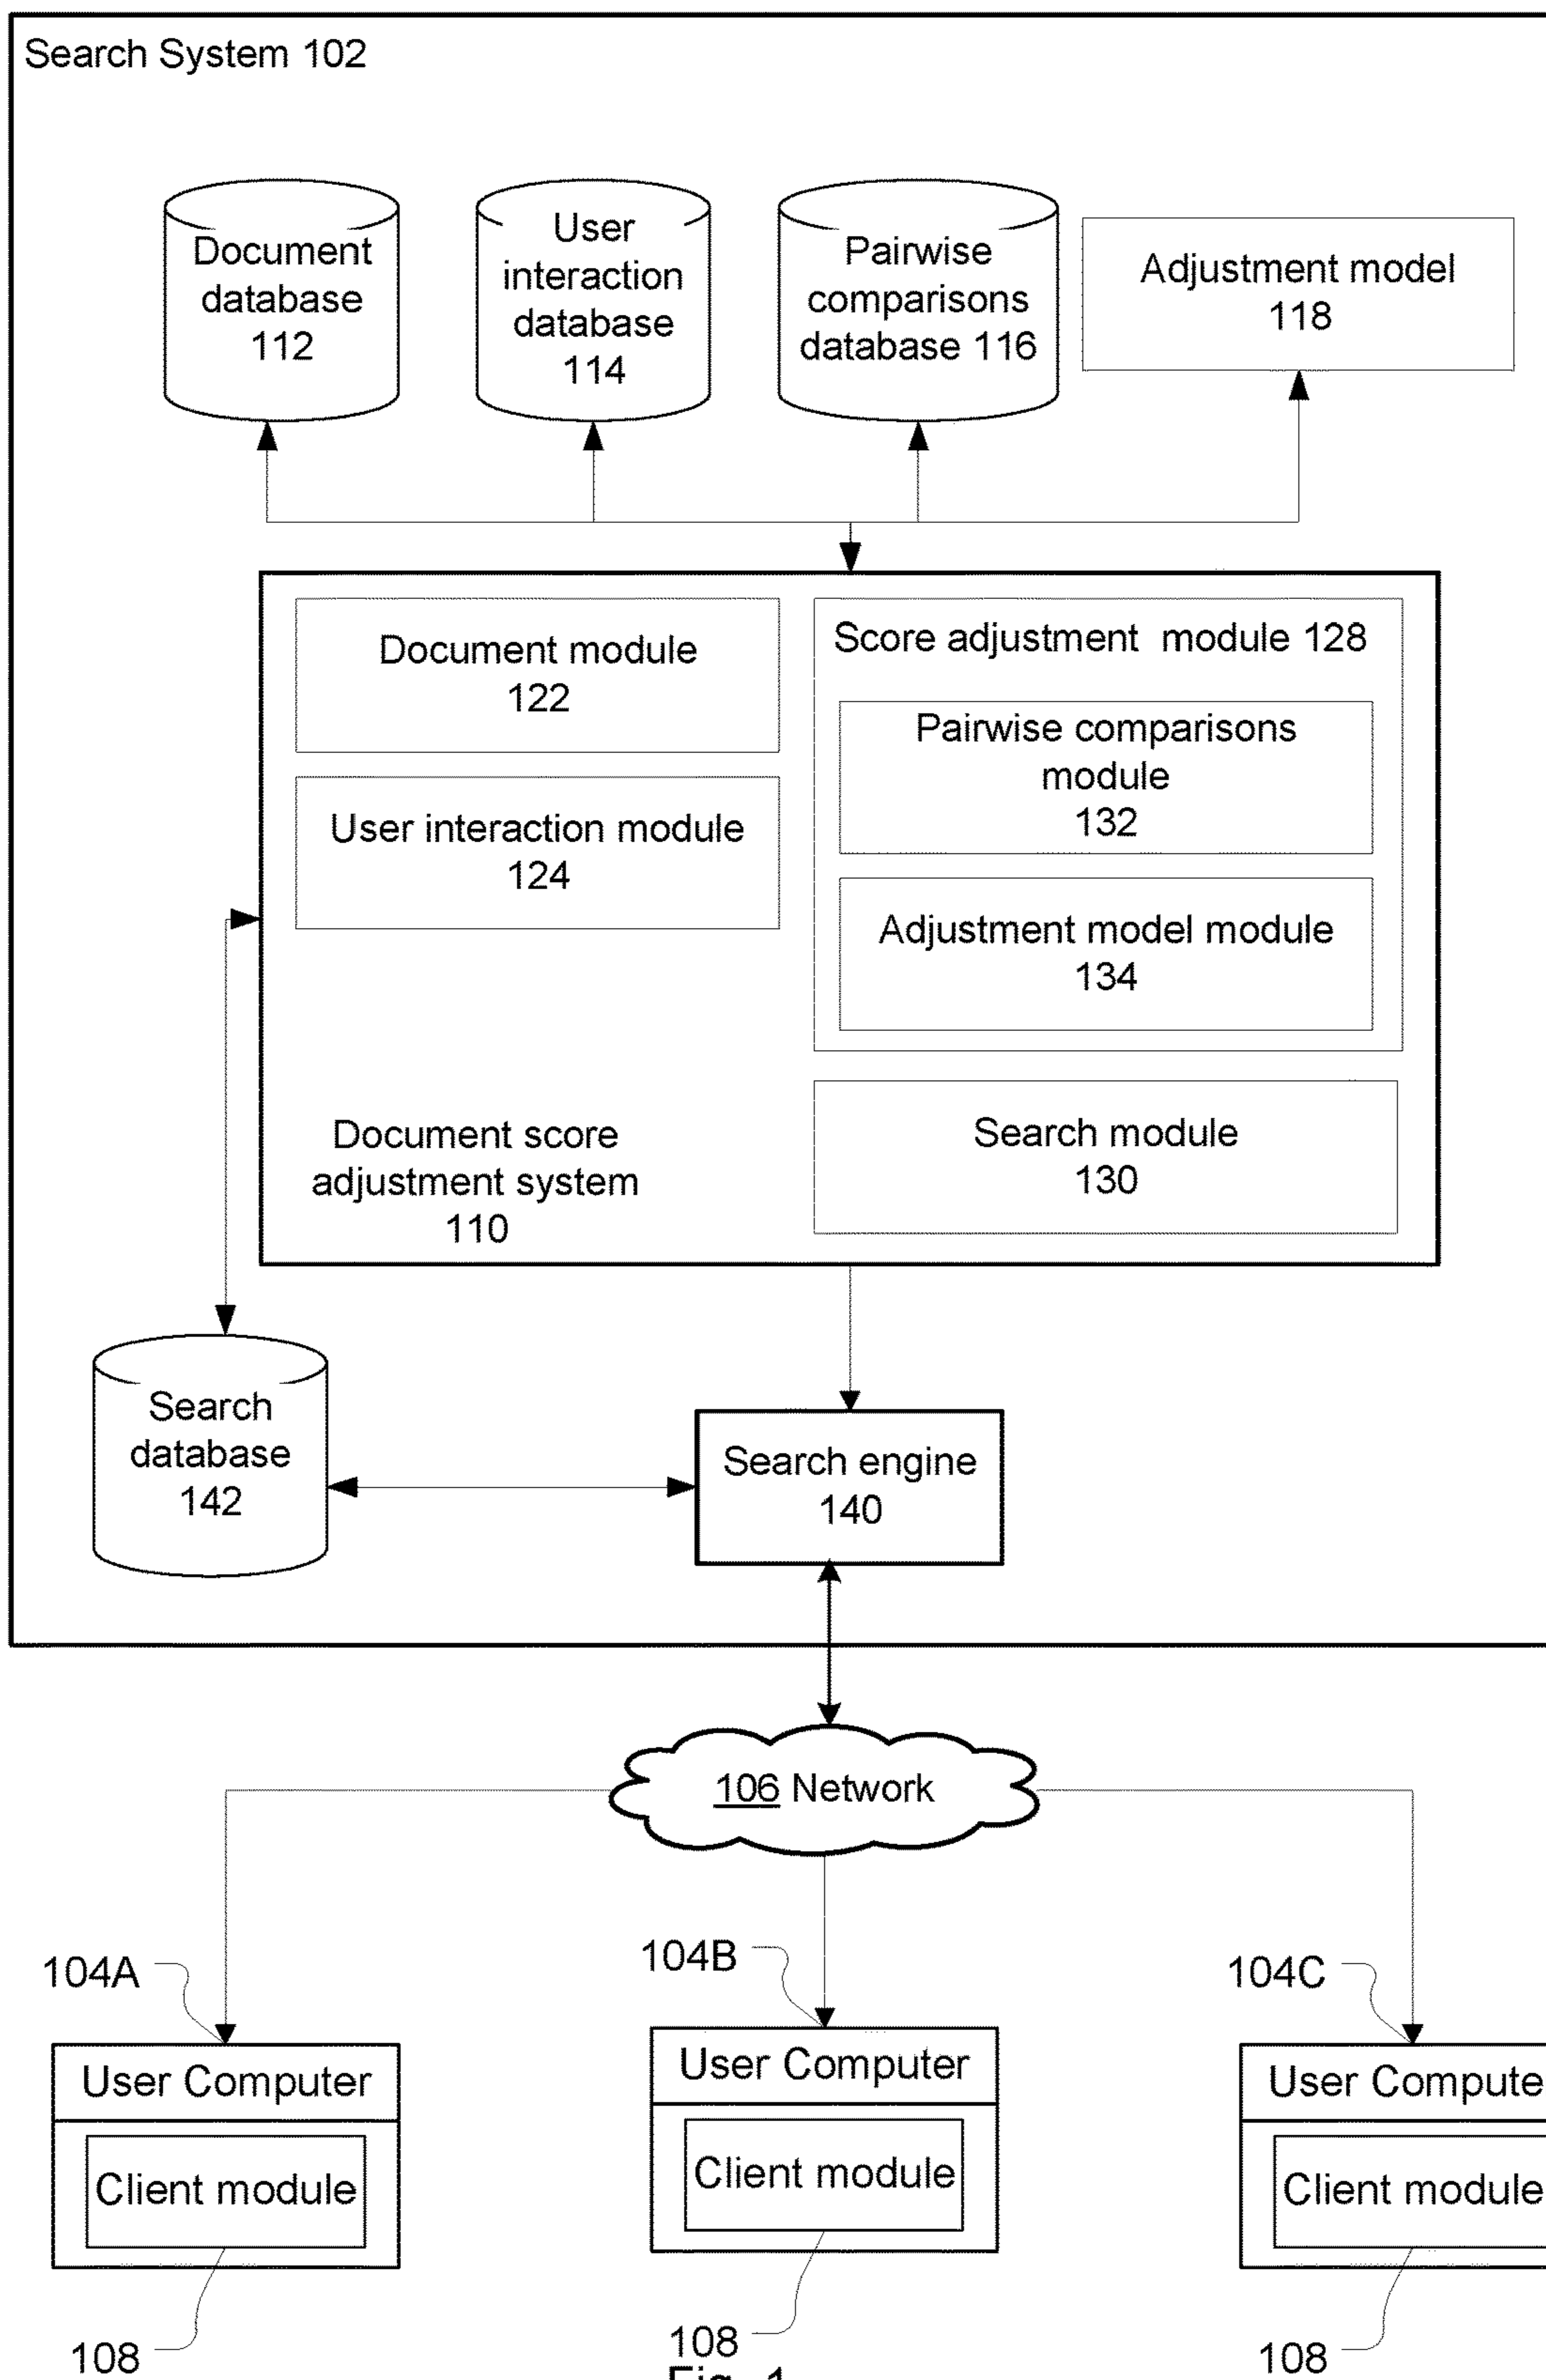 Search System 102
Document
database
112
User
interaction
database
114
Pairwise
comparisons
database 116
Adjustment model
118
Document module
122
User interaction module
124
Score adjustment module 128
Pairwise comparisons
module
132
Adjustment model module
134
Document score
adjustment system
110
Search module
130
Search
database
142
Search engine
140
106 Network
104A
User Computer
Client module
108
104B
User Computer
Client module
108
104C
User Compute
Client module
108
Fig. 1